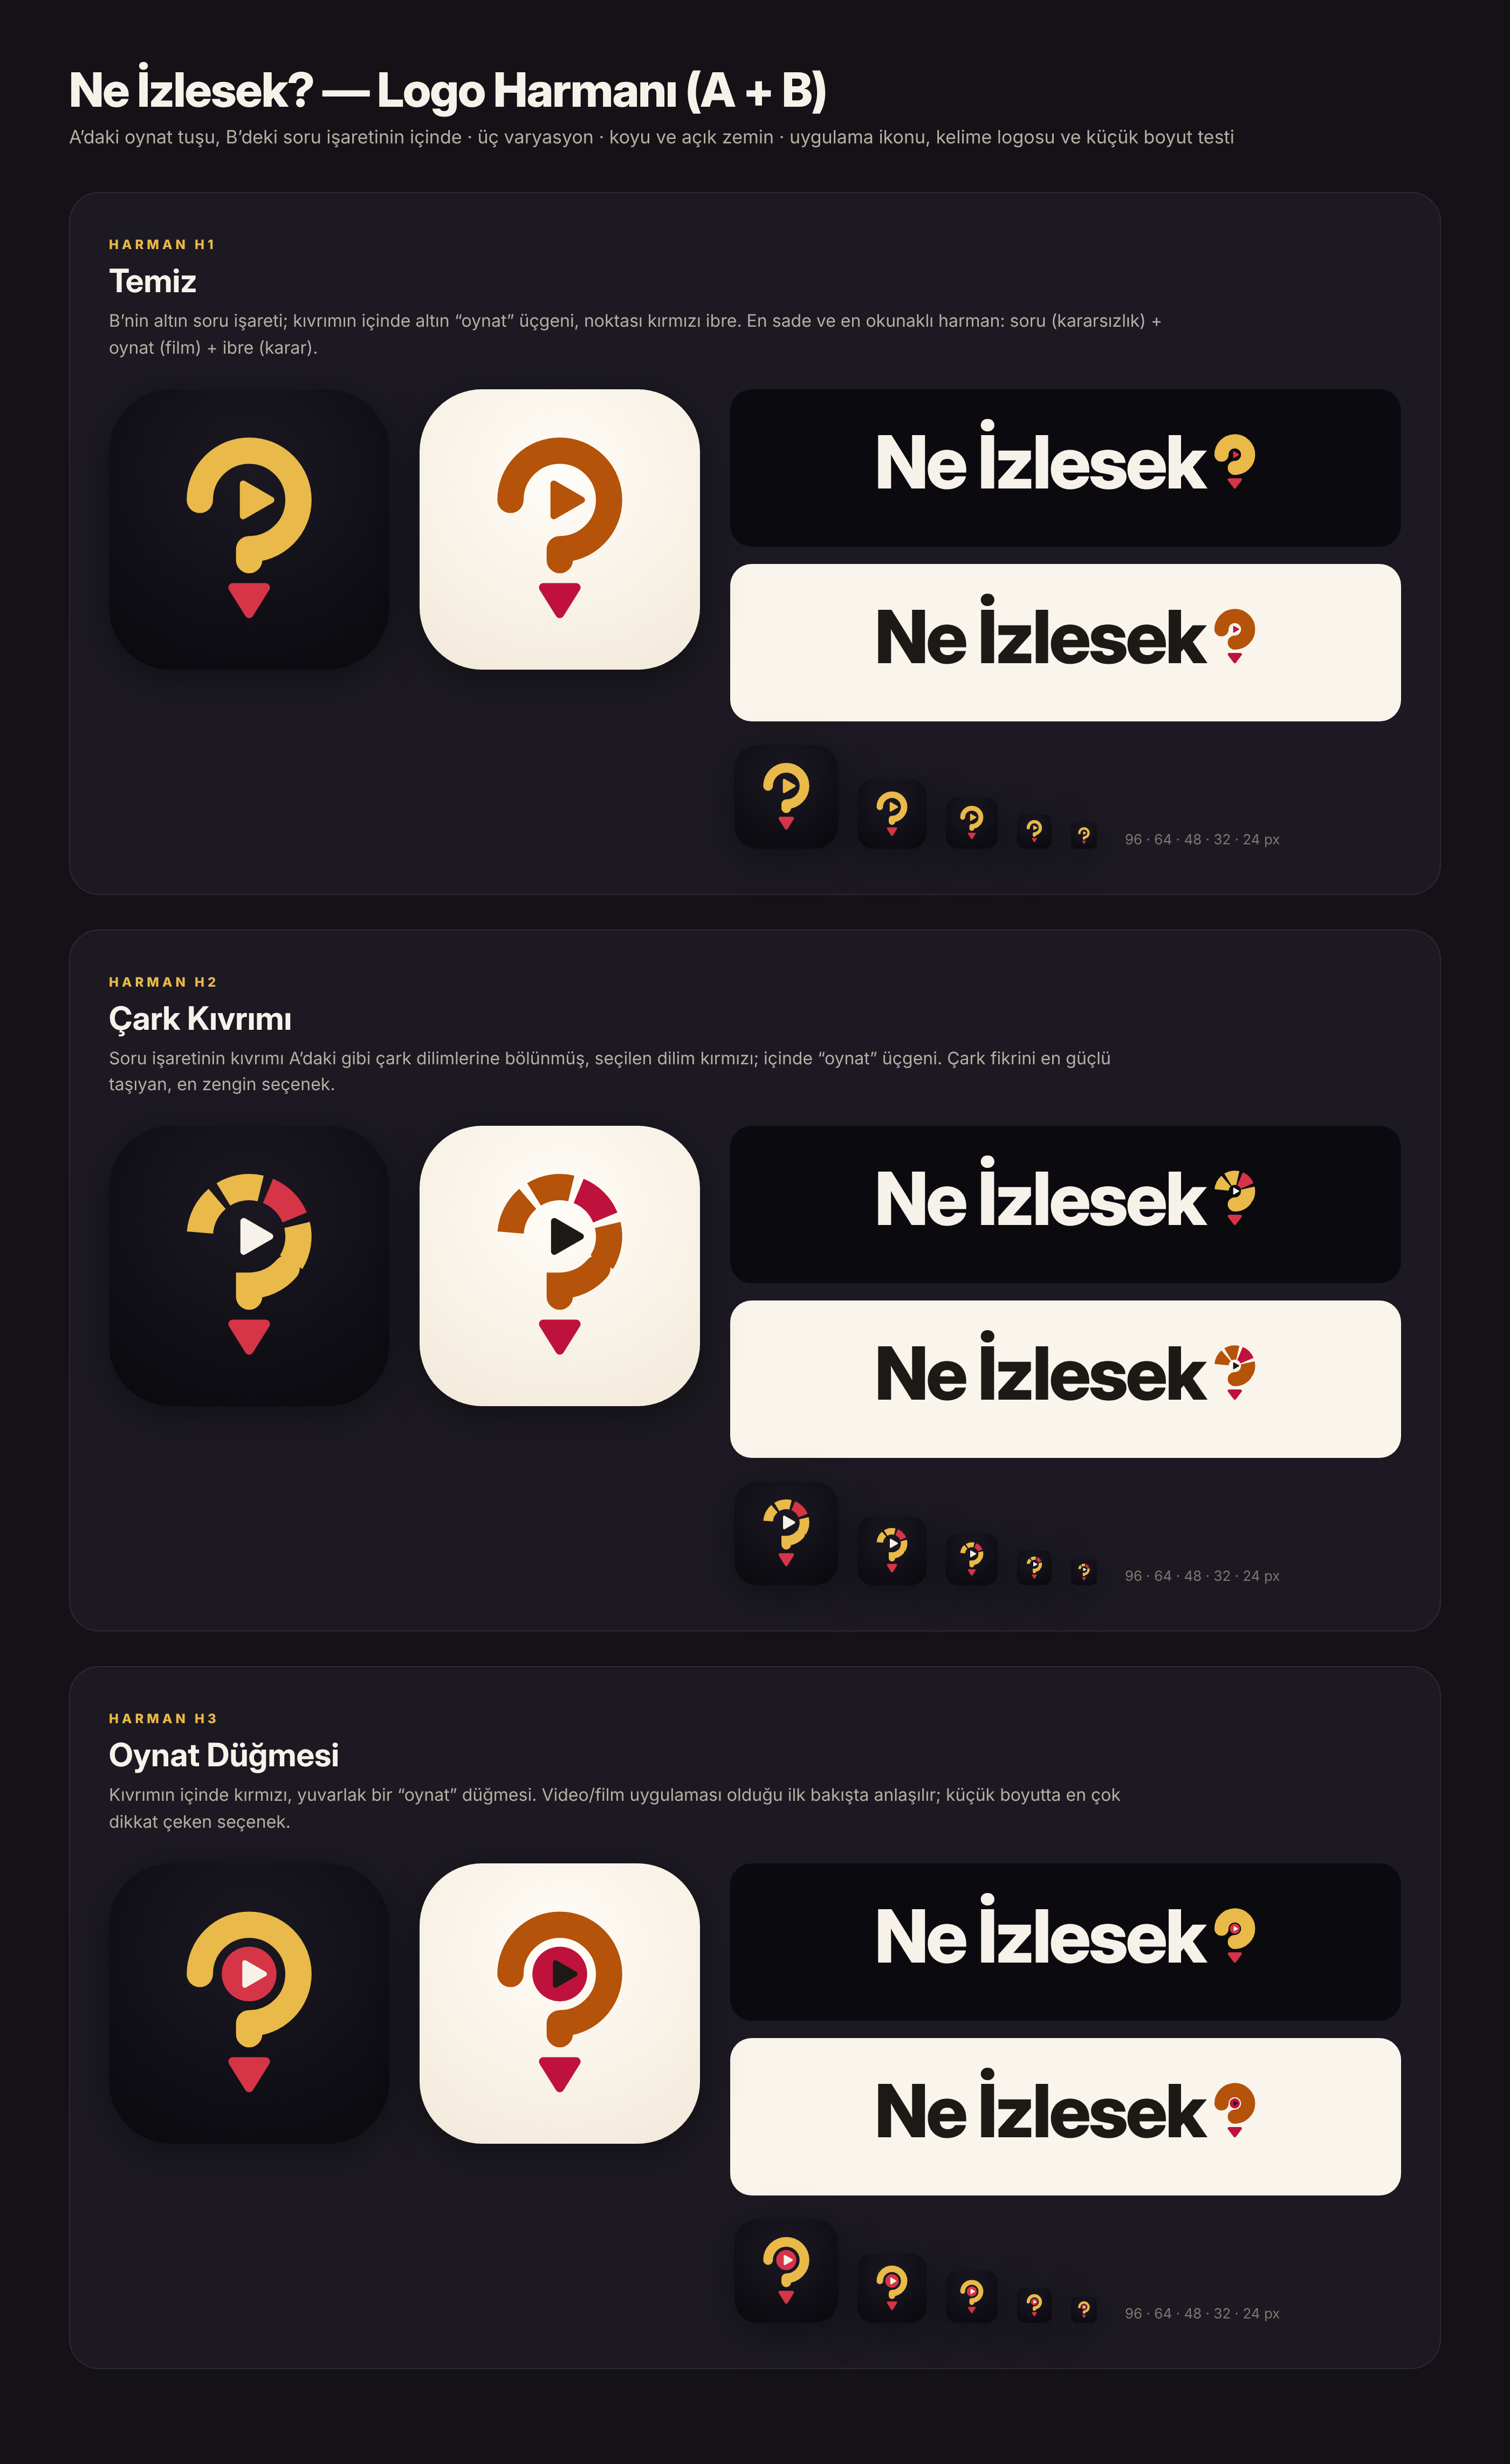 Ne İzlesek? — Logo Harmanı (A + B)
A’daki oynat tuşu, B’deki soru işaretinin içinde · üç varyasyon · koyu ve açık zemin · uygulama ikonu, kelime logosu ve küçük boyut testi
HARMAN H1
Temiz
B’nin altın soru işareti; kıvrımın içinde altın “oynat” üçgeni, noktası kırmızı ibre. En sade ve en okunaklı harman: soru (kararsızlık) +
oynat (film) + ibre (karar).
Ne İzlesek
Ne İzlesek
96 · 64 · 48 · 32 · 24 px
HARMAN H2
Çark Kıvrımı
Soru işaretinin kıvrımı A’daki gibi çark dilimlerine bölünmüş, seçilen dilim kırmızı; içinde “oynat” üçgeni. Çark fikrini en güçlü
taşıyan, en zengin seçenek.
Ne İzlesek
Ne İzlesek
96 · 64 · 48 · 32 · 24 px
HARMAN H3
Oynat Düğmesi
Kıvrımın içinde kırmızı, yuvarlak bir “oynat” düğmesi. Video/film uygulaması olduğu ilk bakışta anlaşılır; küçük boyutta en çok
dikkat çeken seçenek.
Ne İzlesek
Ne İzlesek
96 · 64 · 48 · 32 · 24 px